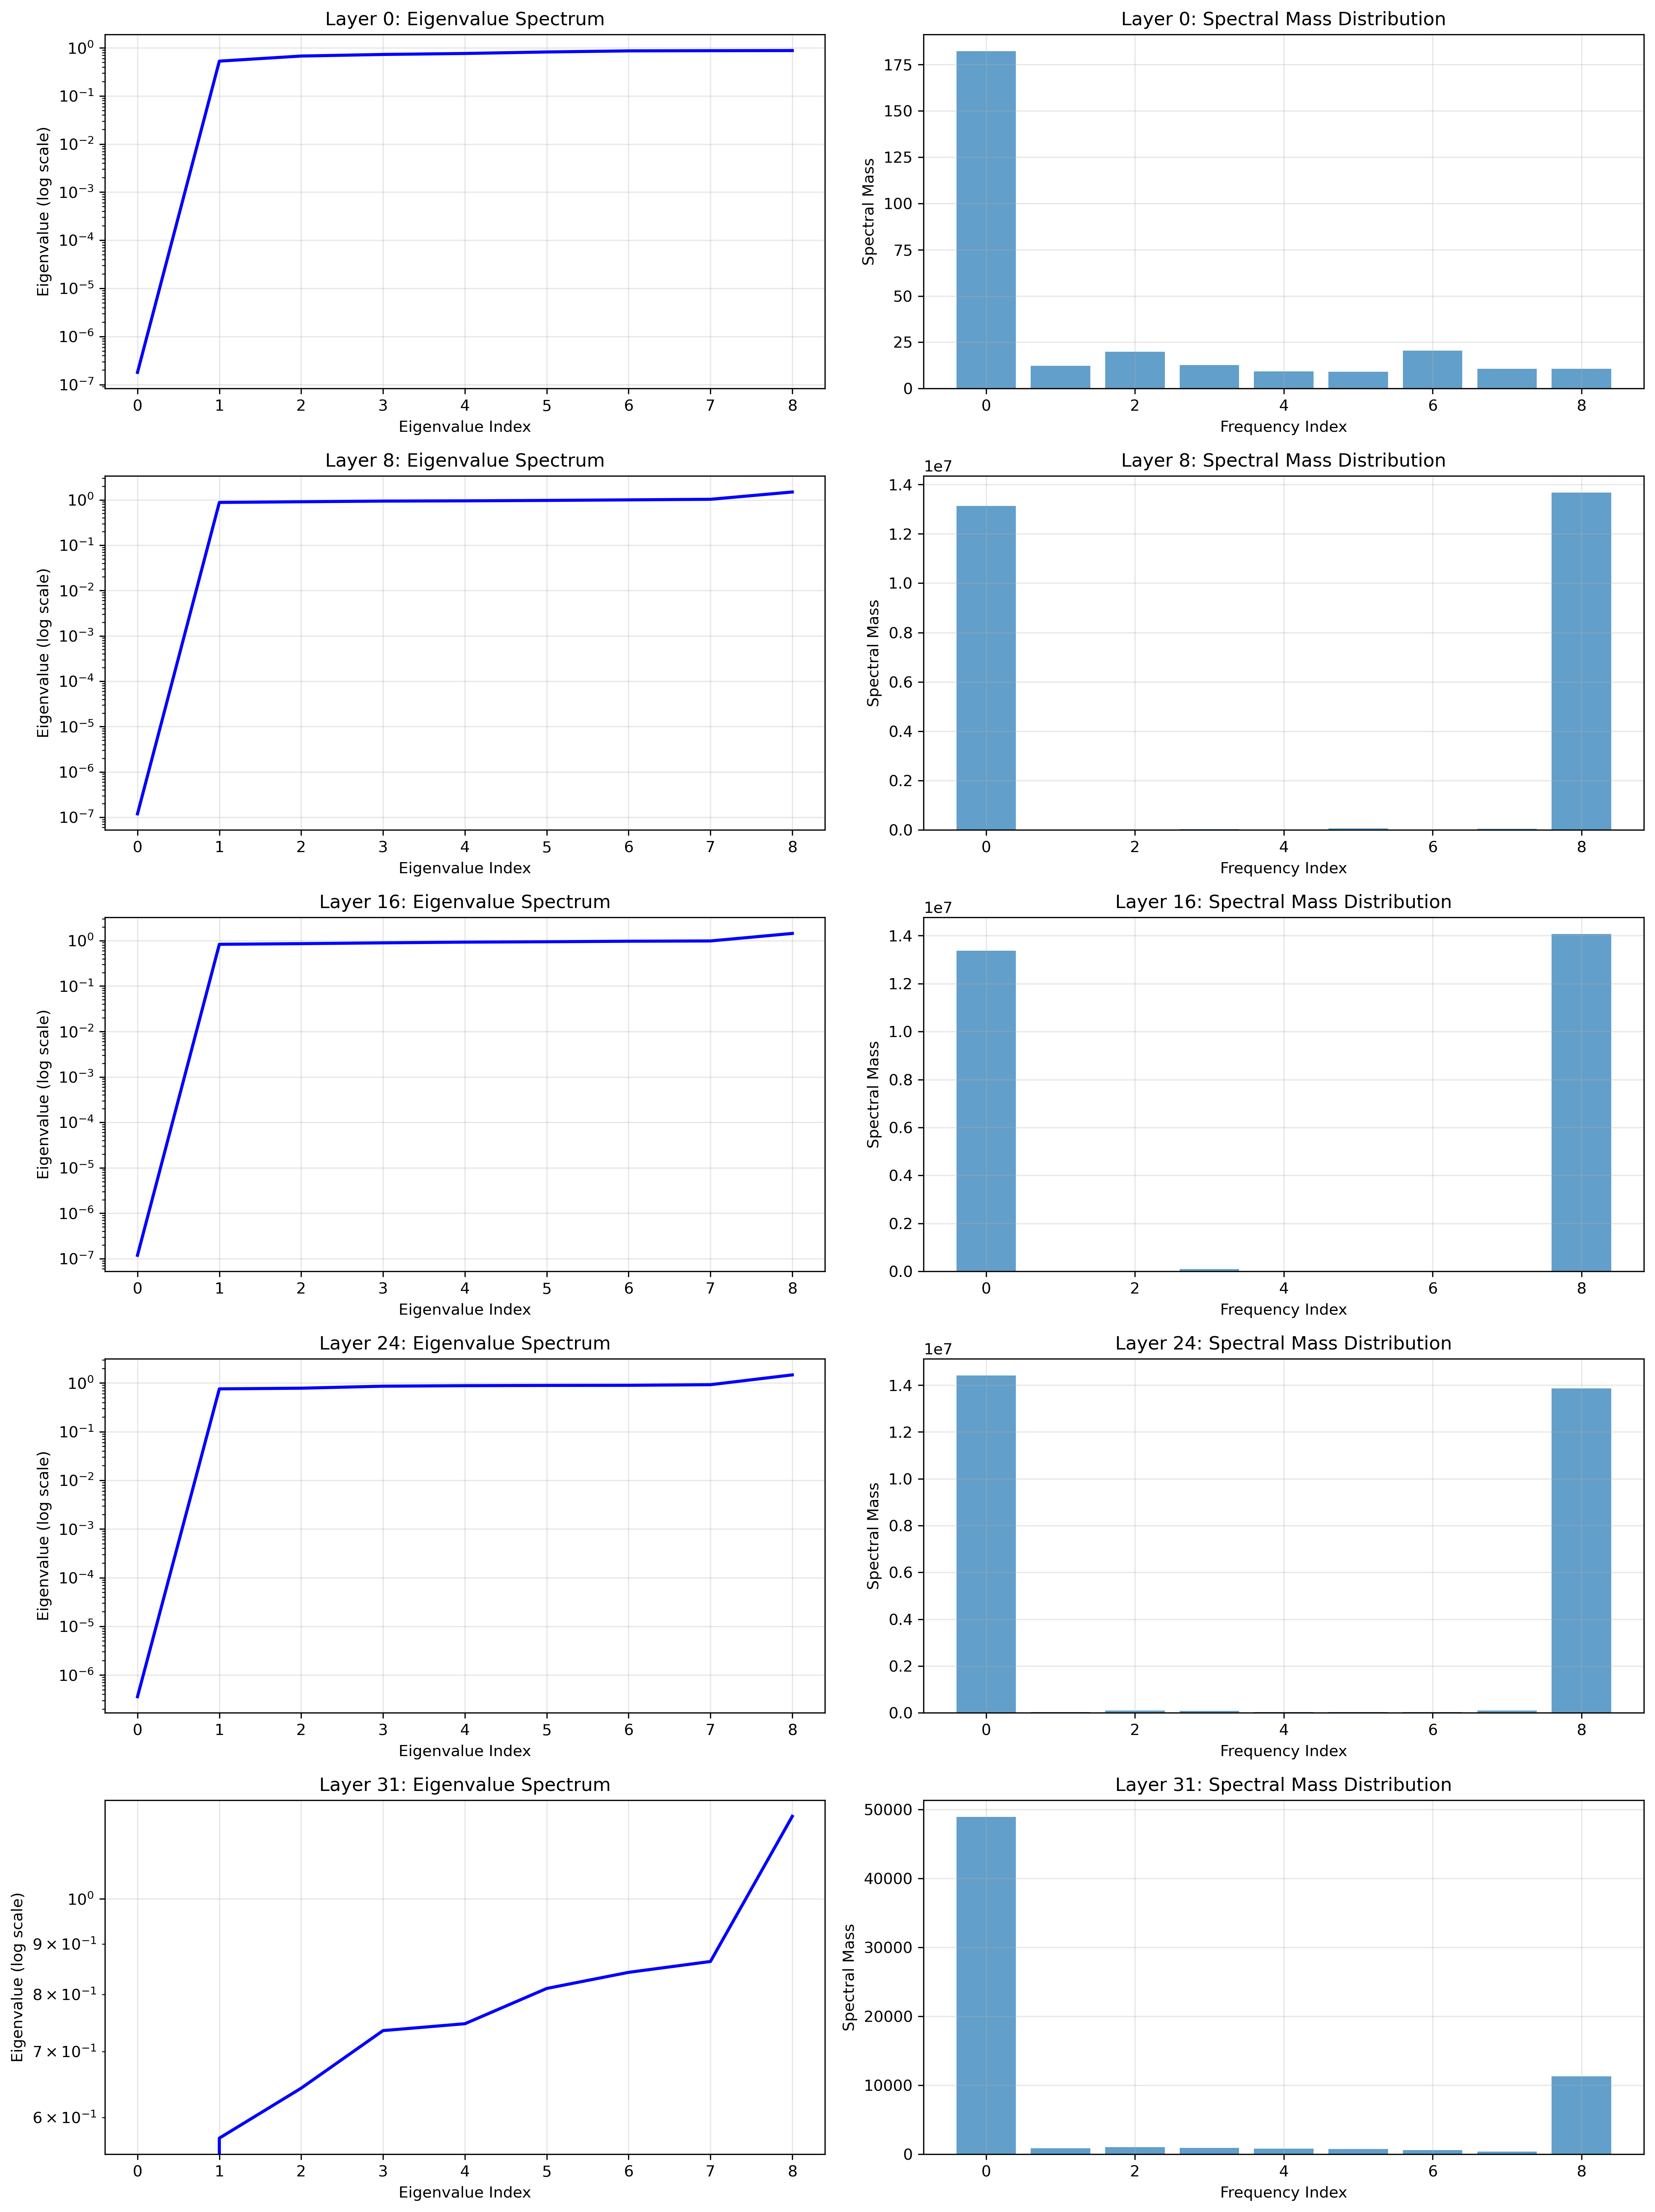 Layer 0: Eigenvalue Spectrum
Eigenvalue (log scale)
10⁰
10⁻¹
10⁻²
10⁻³
10⁻⁴
10⁻⁵
10⁻⁶
10⁻⁷
0 1 2 3 4 5 6 7 8
Eigenvalue Index
Layer 0: Spectral Mass Distribution
Spectral Mass
175
150
125
100
75
50
25
0
0 2 4 6 8
Frequency Index
Layer 8: Eigenvalue Spectrum
Eigenvalue (log scale)
10⁰
10⁻¹
10⁻²
10⁻³
10⁻⁴
10⁻⁵
10⁻⁶
10⁻⁷
0 1 2 3 4 5 6 7 8
Eigenvalue Index
Layer 8: Spectral Mass Distribution
1e7
Spectral Mass
1.4
1.2
1.0
0.8
0.6
0.4
0.2
0.0
0 2 4 6 8
Frequency Index
Layer 16: Eigenvalue Spectrum
Eigenvalue (log scale)
10⁰
10⁻¹
10⁻²
10⁻³
10⁻⁴
10⁻⁵
10⁻⁶
10⁻⁷
0 1 2 3 4 5 6 7 8
Eigenvalue Index
Layer 16: Spectral Mass Distribution
1e7
Spectral Mass
1.4
1.2
1.0
0.8
0.6
0.4
0.2
0.0
0 2 4 6 8
Frequency Index
Layer 24: Eigenvalue Spectrum
Eigenvalue (log scale)
10⁰
10⁻¹
10⁻²
10⁻³
10⁻⁴
10⁻⁵
10⁻⁶
0 1 2 3 4 5 6 7 8
Eigenvalue Index
Layer 24: Spectral Mass Distribution
1e7
Spectral Mass
1.4
1.2
1.0
0.8
0.6
0.4
0.2
0.0
0 2 4 6 8
Frequency Index
Layer 31: Eigenvalue Spectrum
Eigenvalue (log scale)
10⁰
9 × 10⁻¹
8 × 10⁻¹
7 × 10⁻¹
6 × 10⁻¹
0 1 2 3 4 5 6 7 8
Eigenvalue Index
Layer 31: Spectral Mass Distribution
Spectral Mass
50000
40000
30000
20000
10000
0
0 2 4 6 8
Frequency Index